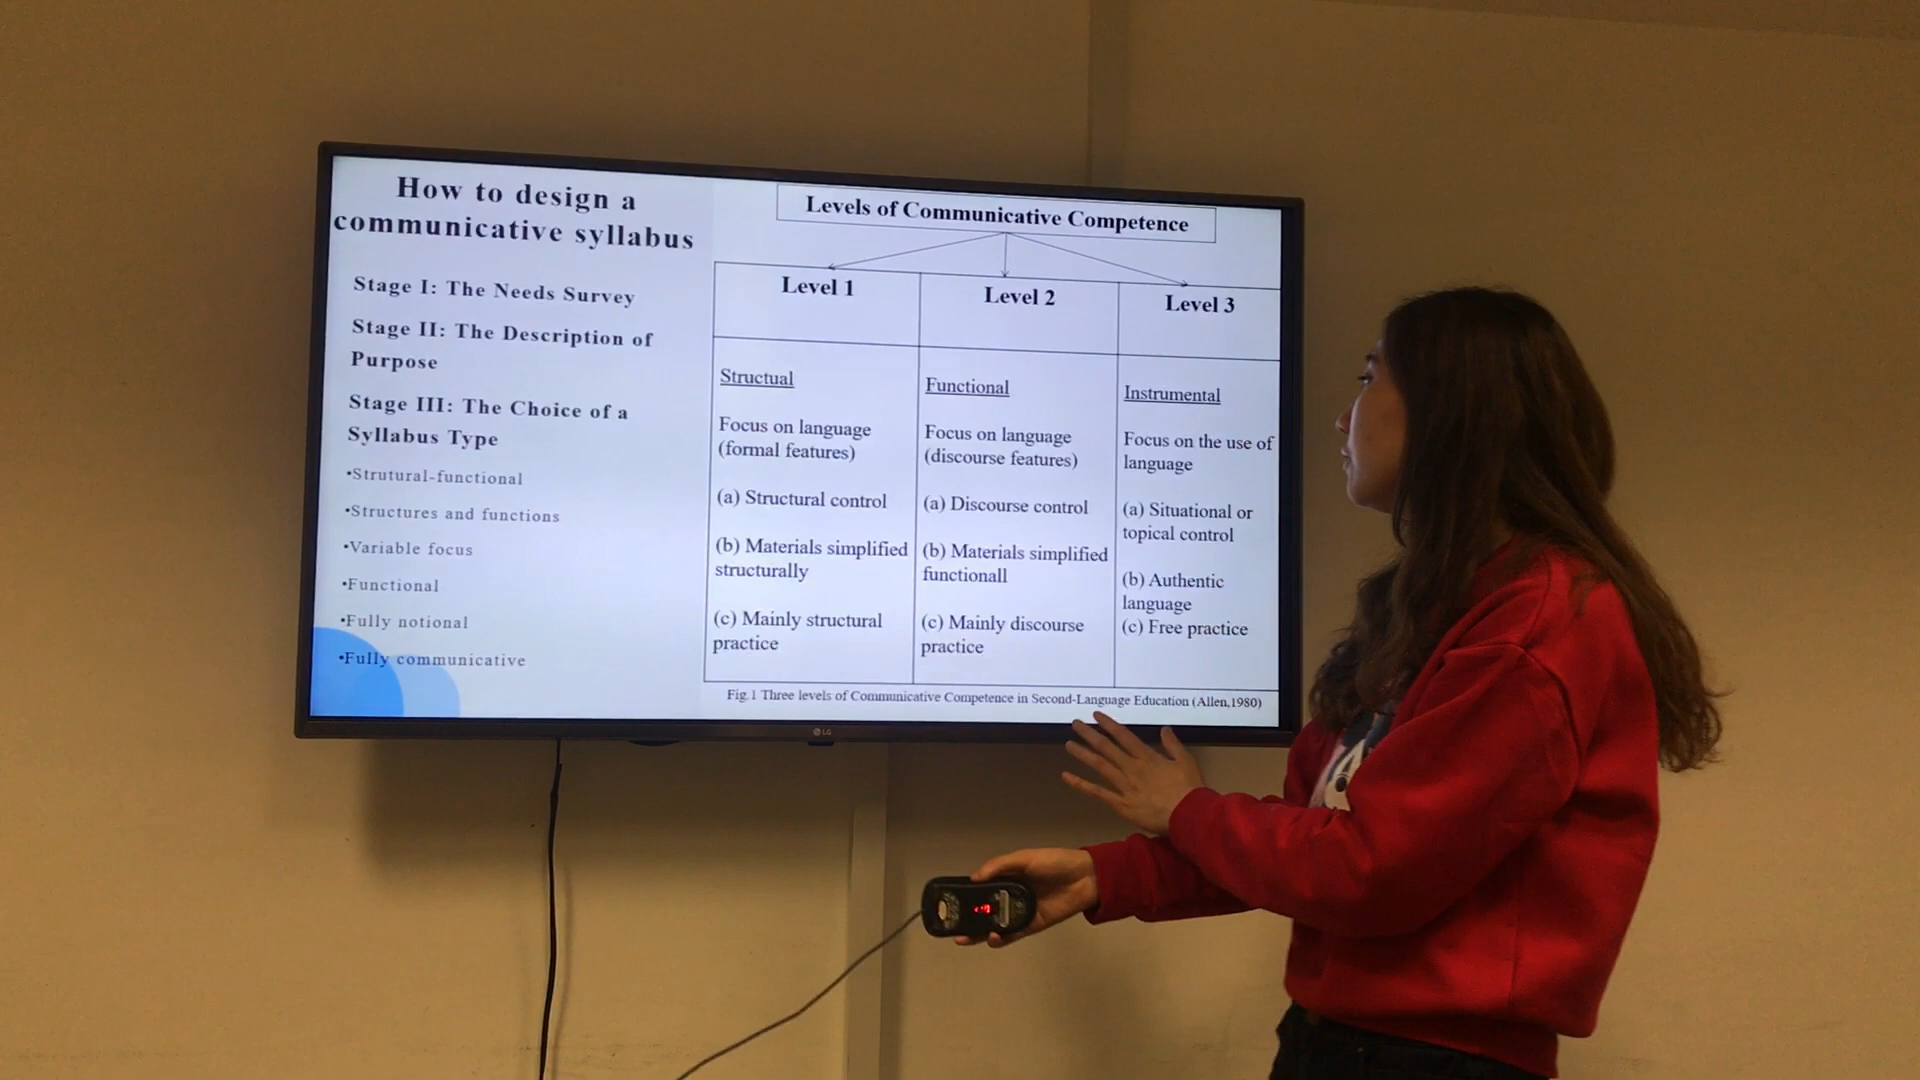 How to design a
communicative syllabus
Stage I: The Needs Survey
Stage II: The Description of
Purpose
Stage III: The Choice of a
Syllabus Type
•Strutural-functional
•Structures and functions
•Variable focus
•Functional
•Fully notional
•Fully communicative
Levels of Communicative Competence
Level 1
Structual
Focus on language
(formal features)
(a) Structural control
(b) Materials simplified
structurally
(c) Mainly structural
practice
Level 2
Functional
Focus on language
(discourse features)
(a) Discourse control
(b) Materials simplified
functionall
(c) Mainly discourse
practice
Level 3
Instrumental
Focus on the use of
language
(a) Situational or
topical control
(b) Authentic
language
(c) Free practice
Fig.1 Three levels of Communicative Competence in Second-Language Education (Allen,1980)
LG